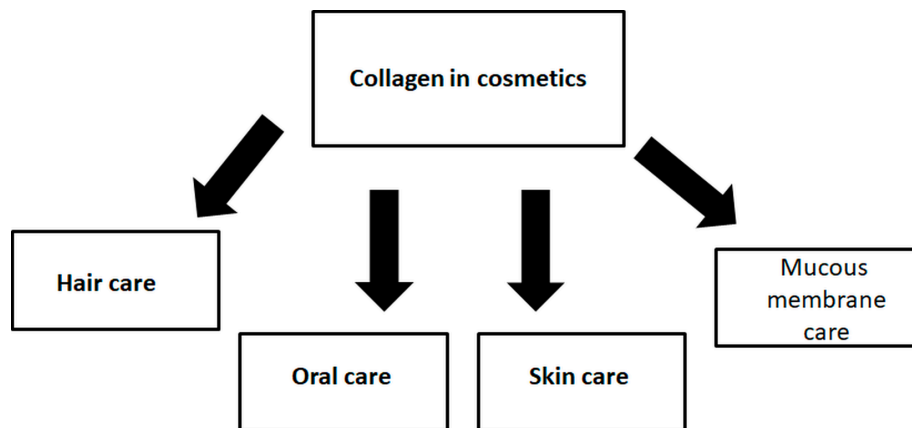 Collagen in cosmetics
Hair care
Oral care
Skin care
Mucous
membrane
care